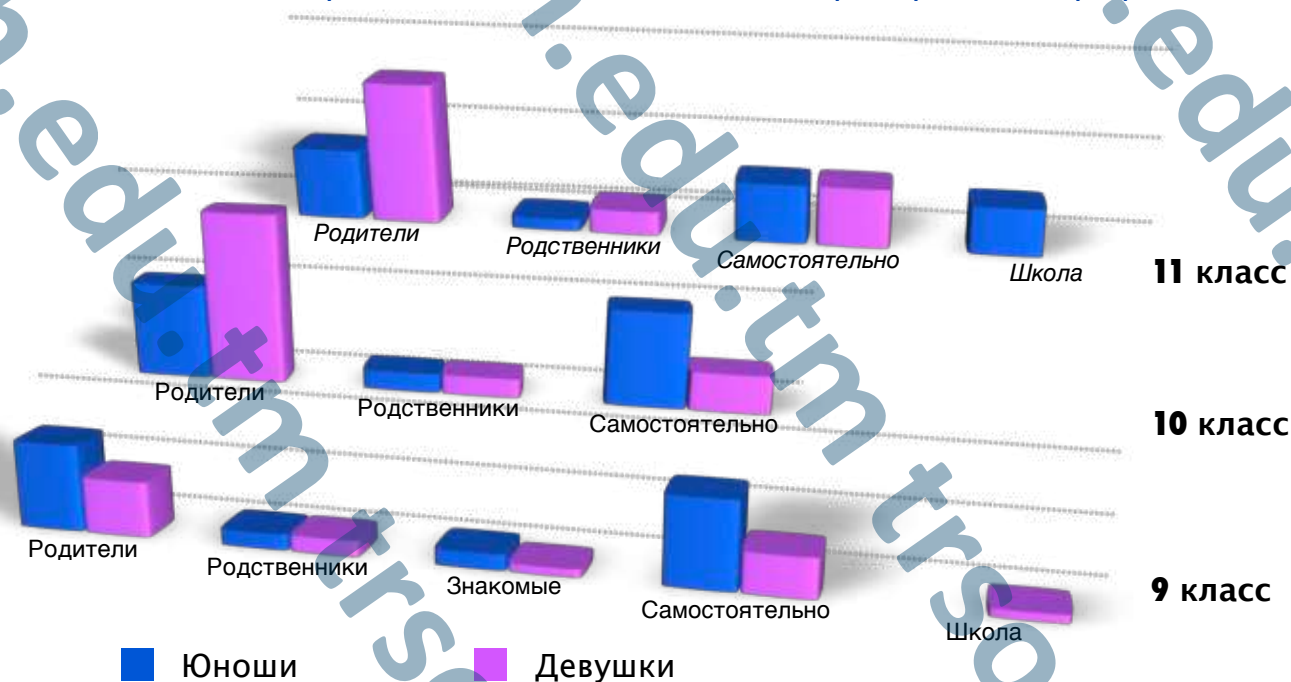 Родители
Родственники
Самостоятельно
Школа
11 класс
Родители
Родственники
Самостоятельно
10 класс
Родители
Родственники
Знакомые
Самостоятельно
Школа
9 класс
Юноши
Девушки